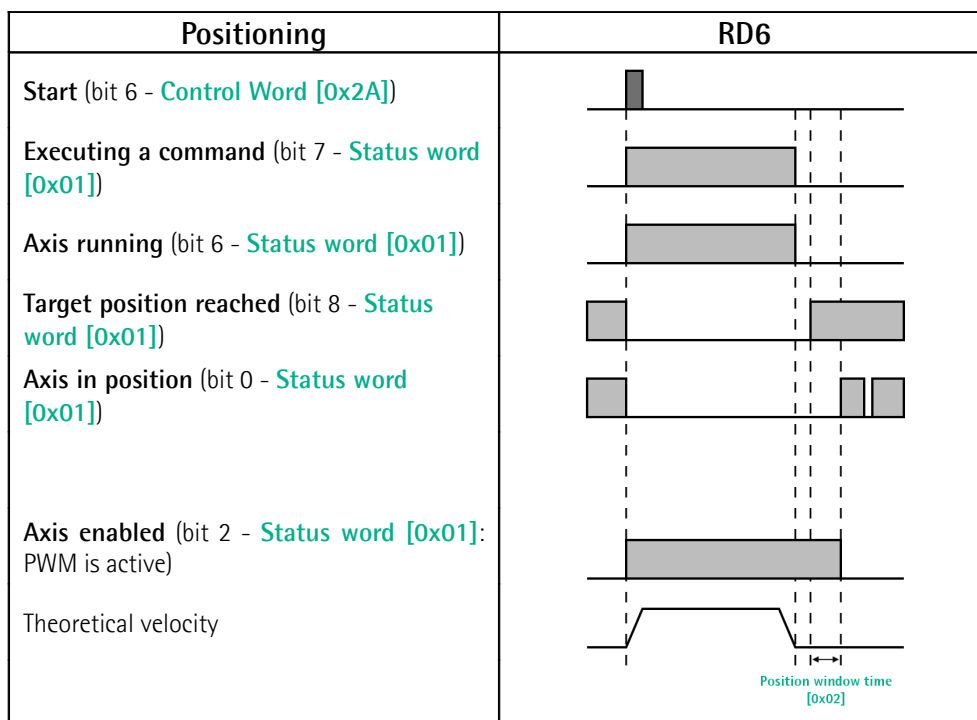 Positioning
RD6
Start (bit 6 - Control Word [0x2A])
Executing a command (bit 7 - Status word
[0x01])
Axis running (bit 6 - Status word [0x01])
Target position reached (bit 8 - Status
word [0x01])
Axis in position (bit 0 - Status word
[0x01])
Axis enabled (bit 2 - Status word [0x01]:
PWM is active)
Theoretical velocity
Position window time
[0x02]